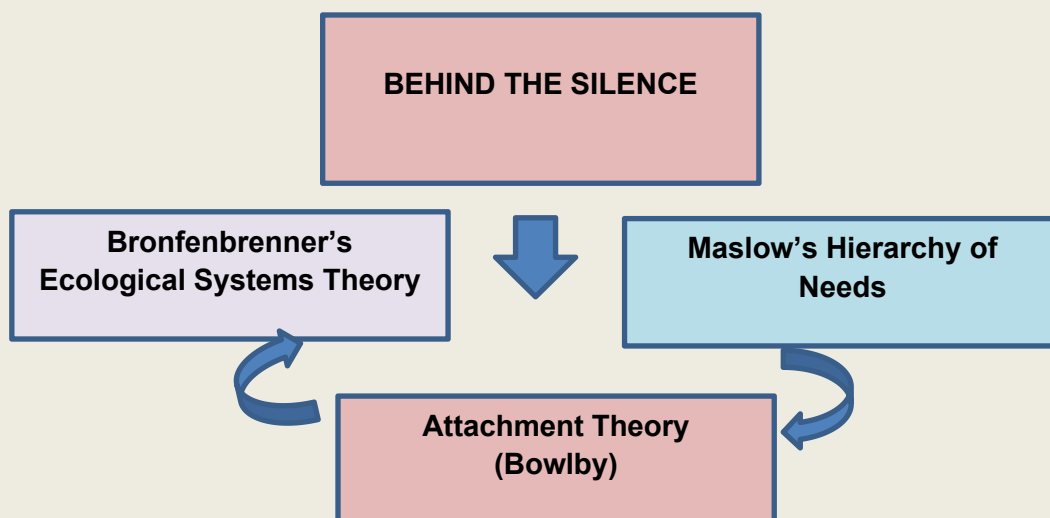 BEHIND THE SILENCE
Bronfenbrenner’s
Ecological Systems Theory
Maslow’s Hierarchy of
Needs
Attachment Theory
(Bowlby)